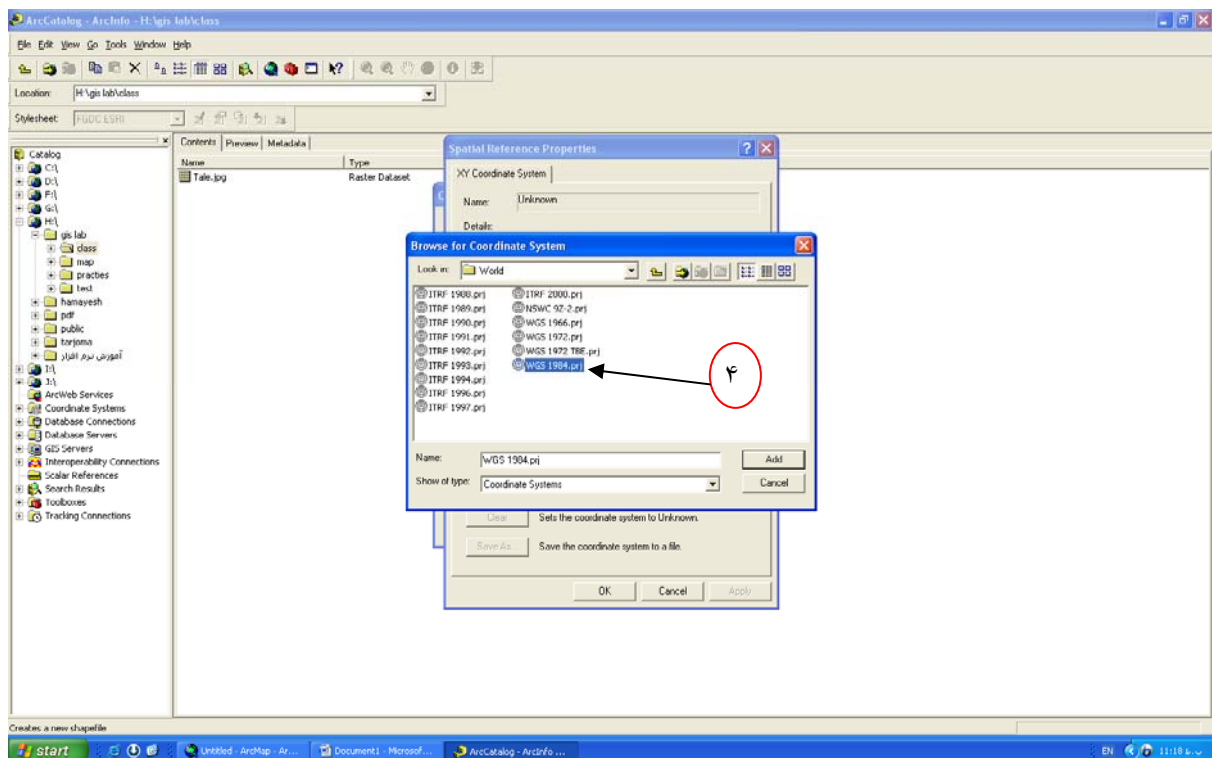 ArcCatalog - ArcInfo - H:\gis lab\class
File Edit View Go Tools Window Help
Location: H:\gis lab\class
Stylesheet: FGDC ESRI
Contents Preview Metadata
Name Type
Tale.jpg Raster Dataset
Catalog
C:\
D:\
F:\
G:\
H:\
gis lab
class
map
practies
test
hamayesh
pdf
public
tarjoma
آموزش نرم افزار
I:\
J:\
ArcWeb Services
Coordinate Systems
Database Connections
Database Servers
GIS Servers
Interoperability Connections
Scalar References
Search Results
Toolboxes
Tracking Connections
Spatial Reference Properties
XY Coordinate System
Name: Unknown
Details:
Browse for Coordinate System
Look in: World
ITRF 1988.prj
ITRF 1989.prj
ITRF 1990.prj
ITRF 1991.prj
ITRF 1992.prj
ITRF 1993.prj
ITRF 1994.prj
ITRF 1996.prj
ITRF 1997.prj
ITRF 2000.prj
NSWC 9Z-2.prj
WGS 1966.prj
WGS 1972.prj
WGS 1972 TBE.prj
WGS 1984.prj
۴
Name: WGS 1984.prj Add
Show of type: Coordinate Systems Cancel
Clear Sets the coordinate system to Unknown.
Save As... Save the coordinate system to a file.
OK Cancel Apply
Creates a new shapefile
start Untitled - ArcMap - Ar... Document1 - Microsof... ArcCatalog - ArcInfo ... EN 11:18 ب.ظ